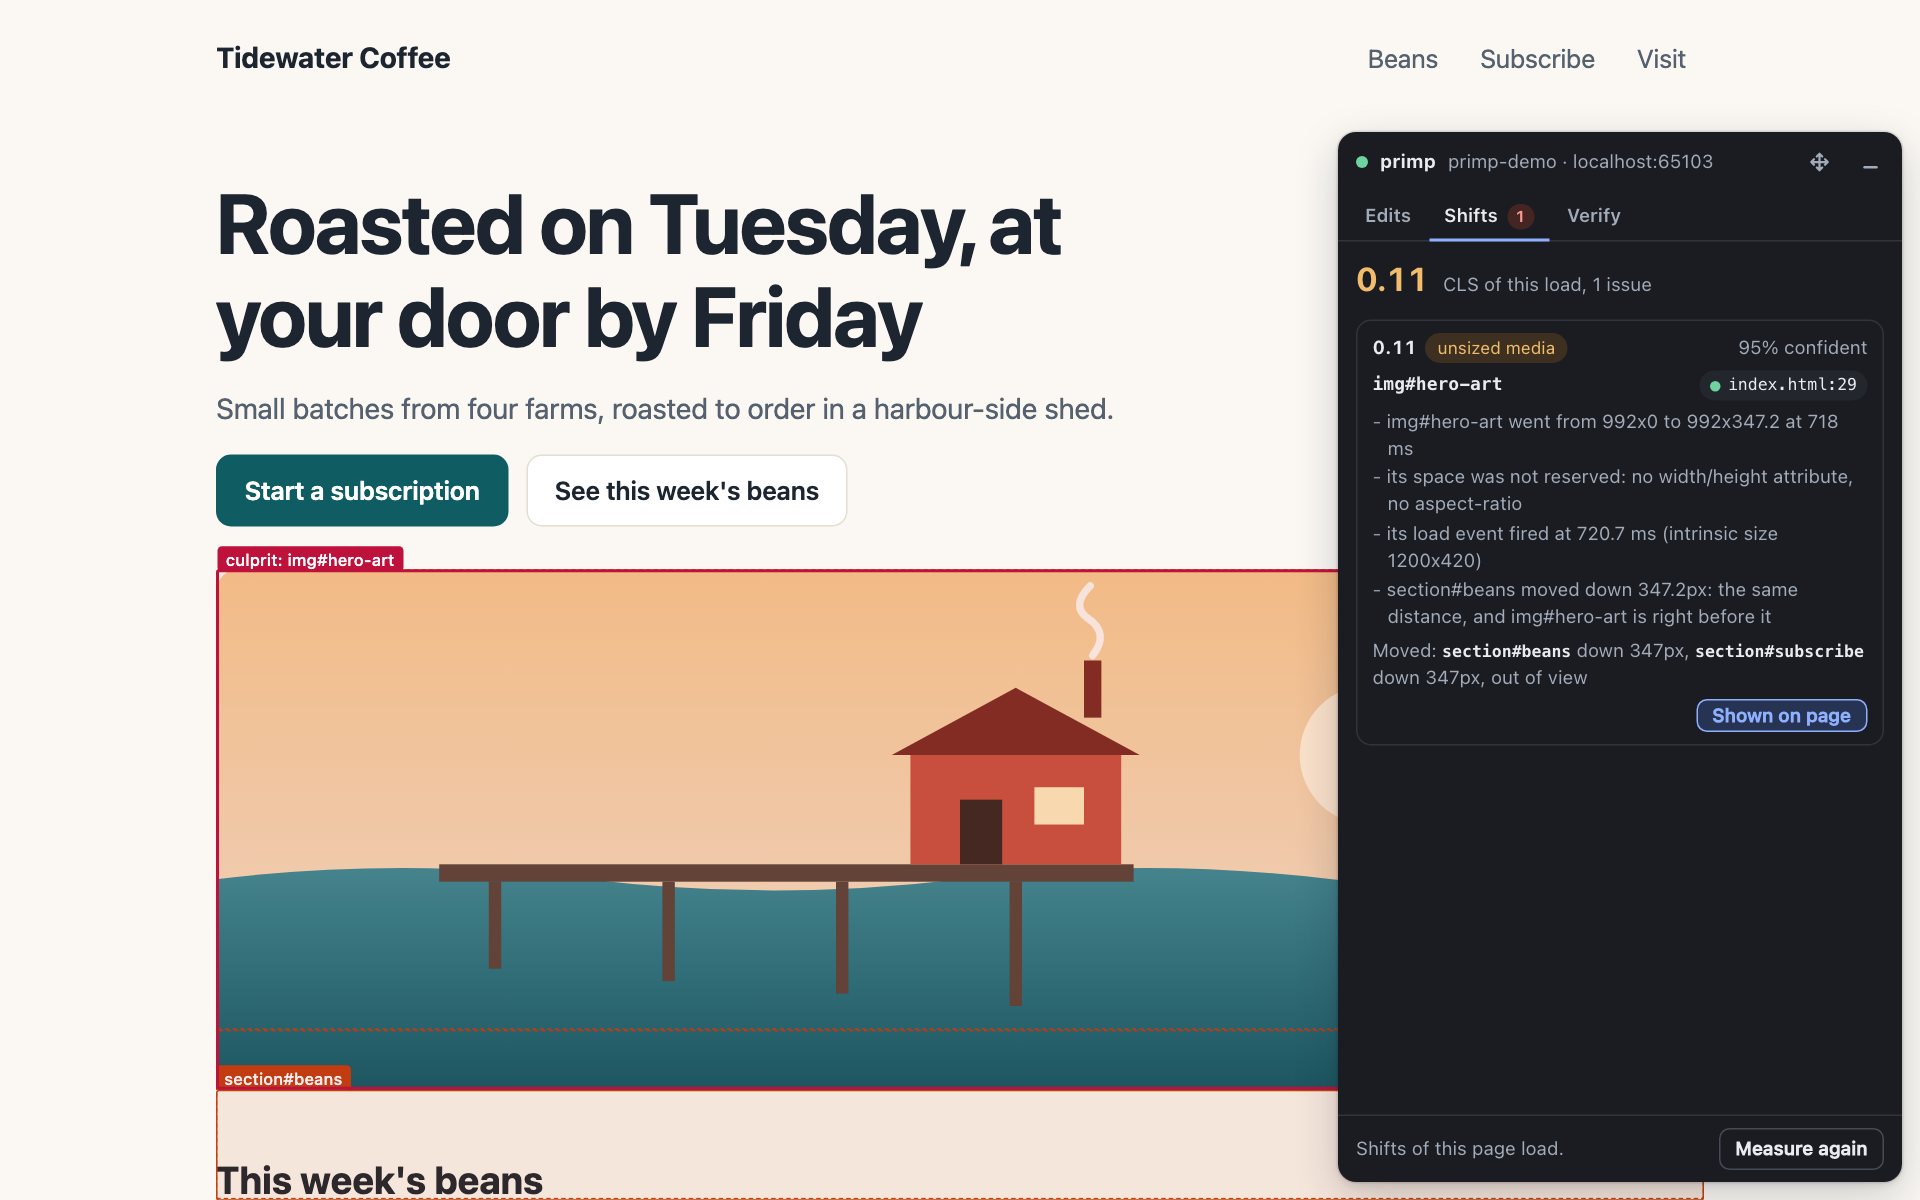 Tidewater Coffee
Beans Subscribe Visit
Roasted on Tuesday, at
your door by Friday
Small batches from four farms, roasted to order in a harbour-side shed.
Start a subscription
See this week's beans
culprit: img#hero-art
section#beans
This week's beans
primp primp-demo · localhost:65103
Edits Shifts 1 Verify
0.11 CLS of this load, 1 issue
0.11 unsized media 95% confident
img#hero-art index.html:29
- img#hero-art went from 992x0 to 992x347.2 at 718
ms
- its space was not reserved: no width/height attribute,
no aspect-ratio
- its load event fired at 720.7 ms (intrinsic size
1200x420)
- section#beans moved down 347.2px: the same
distance, and img#hero-art is right before it
Moved: section#beans down 347px, section#subscribe
down 347px, out of view
Shown on page
Shifts of this page load.
Measure again